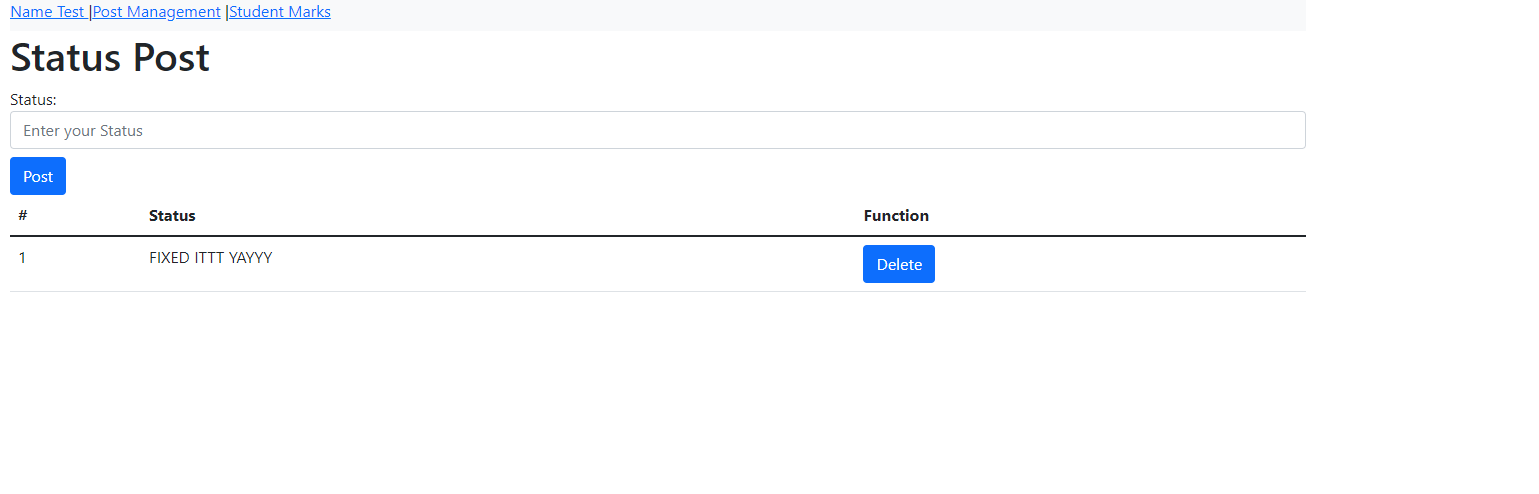 Name Test |Post Management |Student Marks
Status Post
Status:
Enter your Status
Post
# Status Function
1 FIXED ITTT YAYYY Delete